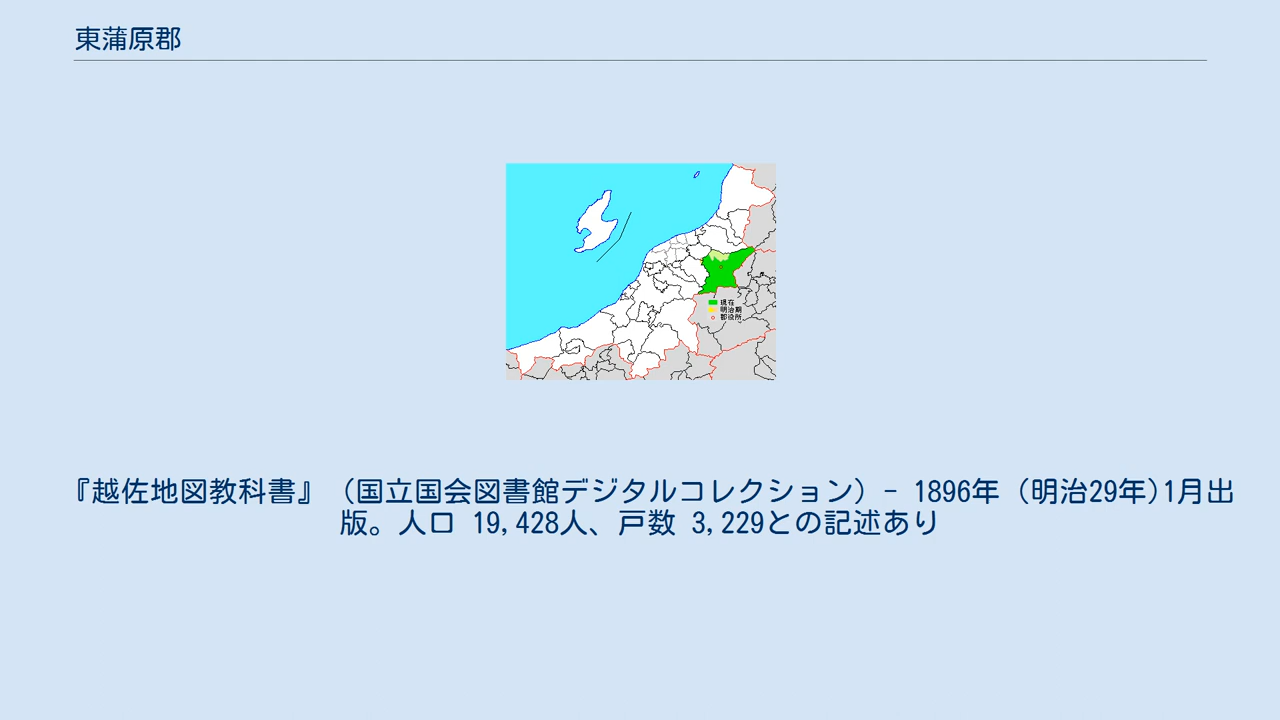 東蒲原郡
現在
明治期
郡役所
『越佐地図教科書』（国立国会図書館デジタルコレクション）- 1896年（明治29年)1月出
版。人口 19,428人、戸数 3,229との記述あり